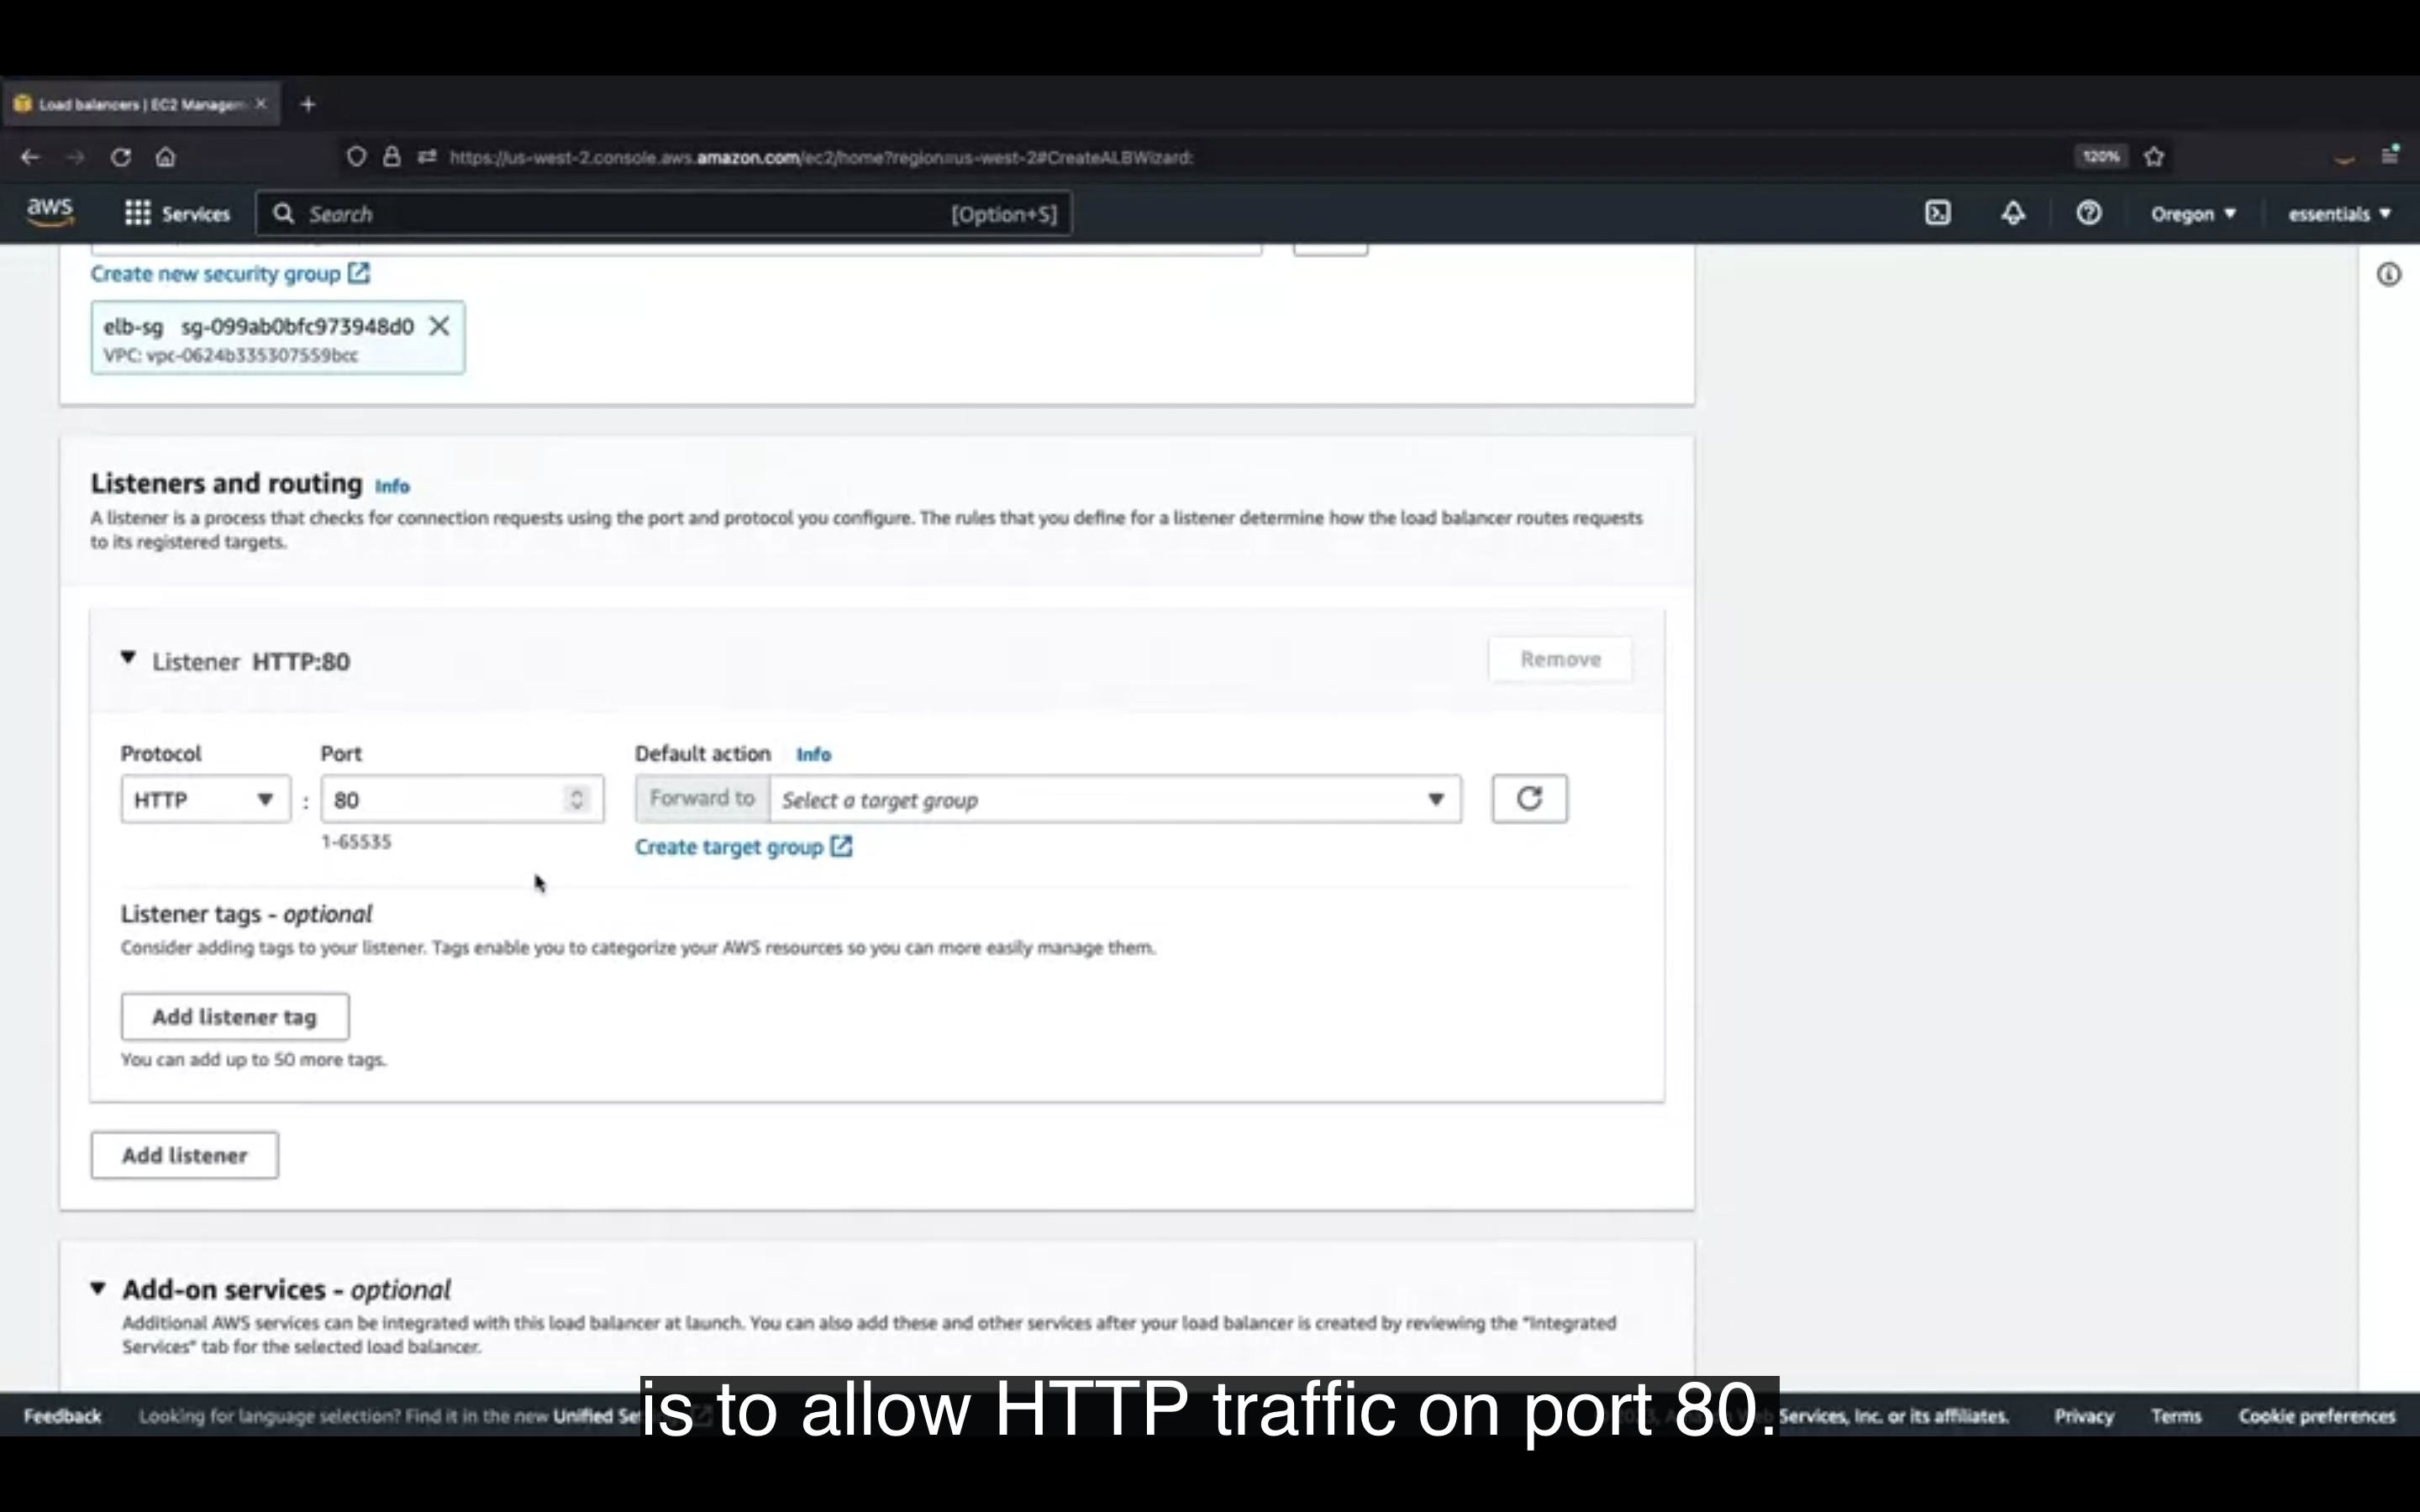 Load balancers | EC2 Managem
https://us-west-2.console.aws.amazon.com/ec2/home?region=us-west-2#CreateALBWizard:
120%
aws
Services
Search
[Option+S]
Oregon
essentials
Create new security group
elb-sg sg-099ab0bfc973948d0
VPC: vpc-0624b335307559bcc
Listeners and routing Info
A listener is a process that checks for connection requests using the port and protocol you configure. The rules that you define for a listener determine how the load balancer routes requests
to its registered targets.
Listener HTTP:80
Remove
Protocol
Port
Default action Info
HTTP
:
80
Forward to
Select a target group
1-65535
Create target group
Listener tags - optional
Consider adding tags to your listener. Tags enable you to categorize your AWS resources so you can more easily manage them.
Add listener tag
You can add up to 50 more tags.
Add listener
Add-on services - optional
Additional AWS services can be integrated with this load balancer at launch. You can also add these and other services after your load balancer is created by reviewing the "Integrated
Services" tab for the selected load balancer.
is to allow HTTP traffic on port 80.
Feedback
Looking for language selection? Find it in the new Unified Se
Services, Inc. or its affiliates.
Privacy
Terms
Cookie preferences